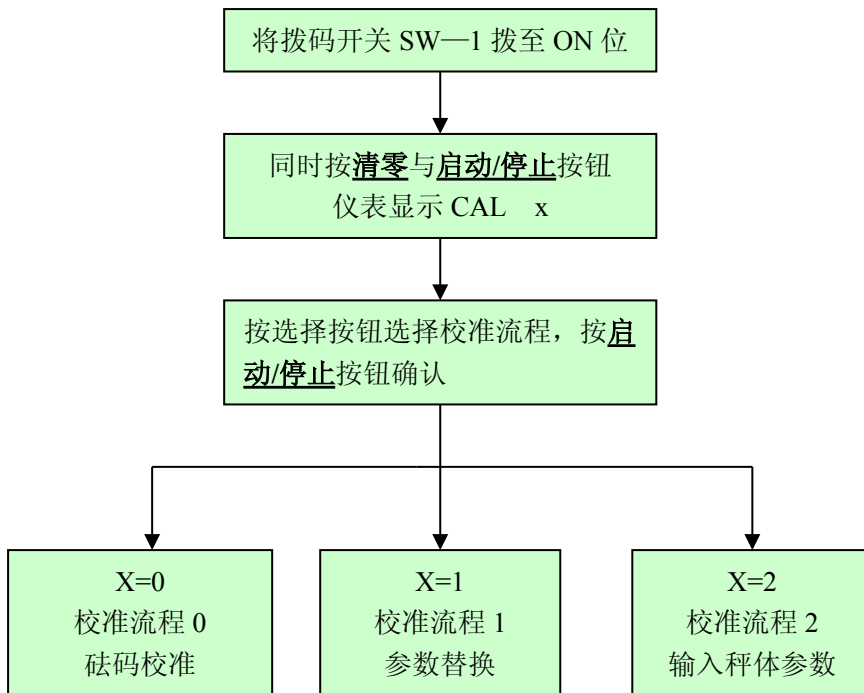 将拨码开关 SW—1 拨至 ON 位
同时按清零与启动/停止按钮
仪表显示 CAL x
按选择按钮选择校准流程，按启
动/停止按钮确认
X=0
校准流程 0
砝码校准
X=1
校准流程 1
参数替换
X=2
校准流程 2
输入秤体参数